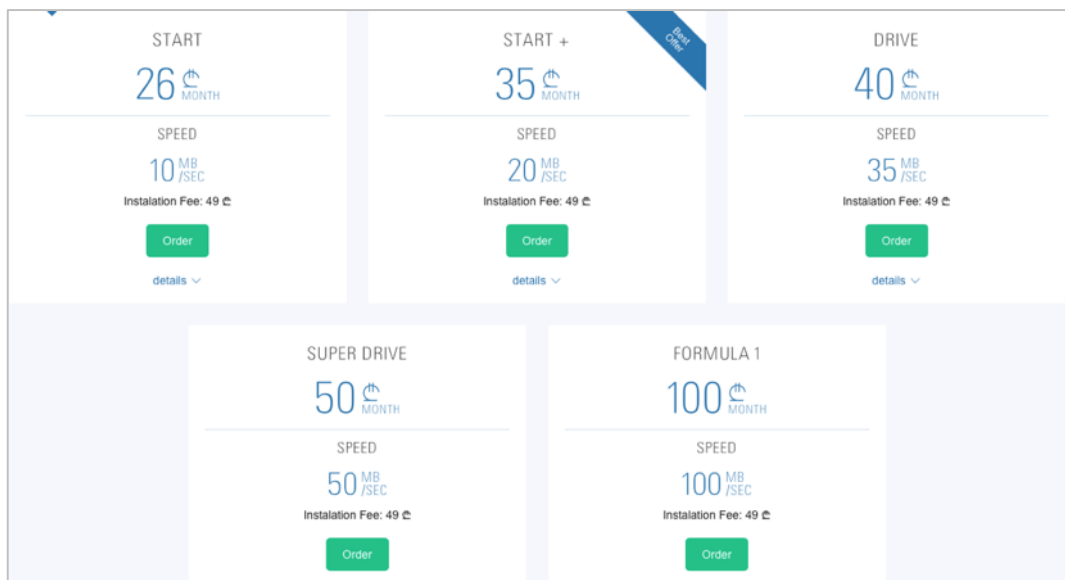 START
26 ₾ MONTH
SPEED
10 MB /SEC
Instalation Fee: 49 ₾
Order
details
START +
Best Offer
35 ₾ MONTH
SPEED
20 MB /SEC
Instalation Fee: 49 ₾
Order
details
DRIVE
40 ₾ MONTH
SPEED
35 MB /SEC
Instalation Fee: 49 ₾
Order
details
SUPER DRIVE
50 ₾ MONTH
SPEED
50 MB /SEC
Instalation Fee: 49 ₾
Order
FORMULA 1
100 ₾ MONTH
SPEED
100 MB /SEC
Instalation Fee: 49 ₾
Order